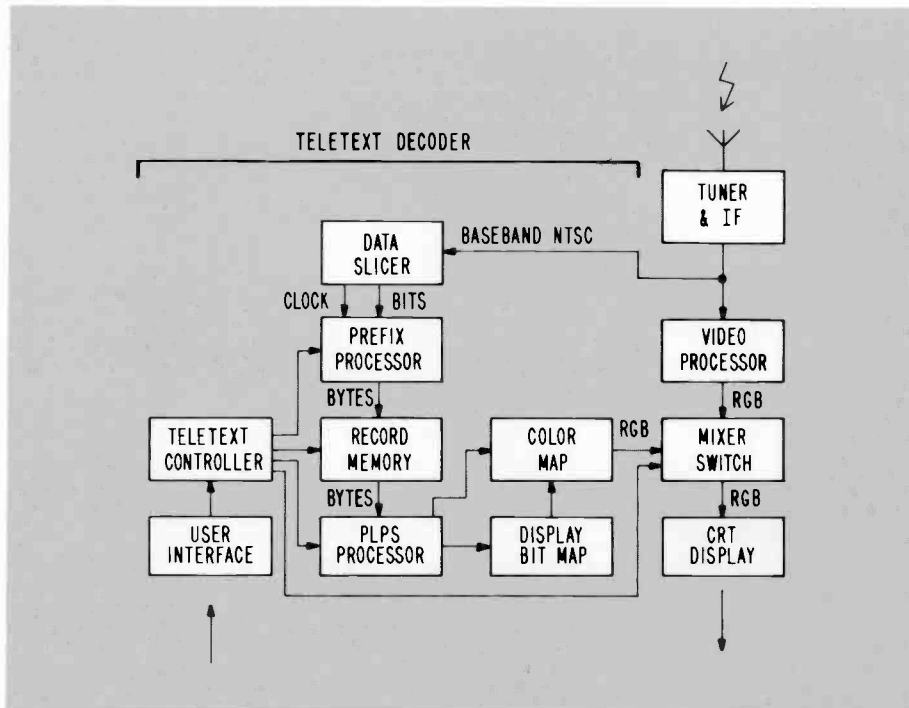 TELETEXT DECODER
TUNER
& IF
BASEBAND NTSC
DATA
SLICER
CLOCK
BITS
PREFIX
PROCESSOR
VIDEO
PROCESSOR
BYTES
RGB
TELETEXT
CONTROLLER
RECORD
MEMORY
COLOR
MAP
RGB
MIXER
SWITCH
BYTES
RGB
USER
INTERFACE
PLPS
PROCESSOR
DISPLAY
BIT MAP
CRT
DISPLAY